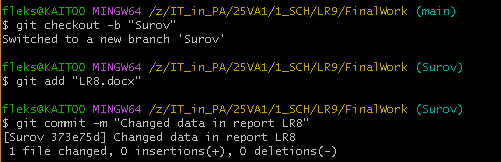 fleks@KAITOO MINGW64 /z/IT_in_PA/25VA1/1_SCH/LR9/FinalWork (main)
$ git checkout -b "Surov"
Switched to a new branch 'Surov'
fleks@KAITOO MINGW64 /z/IT_in_PA/25VA1/1_SCH/LR9/FinalWork (Surov)
$ git add "LR8.docx"
fleks@KAITOO MINGW64 /z/IT_in_PA/25VA1/1_SCH/LR9/FinalWork (Surov)
$ git commit -m "Changed data in report LR8"
[Surov 373e75d] Changed data in report LR8
 1 file changed, 0 insertions(+), 0 deletions(-)